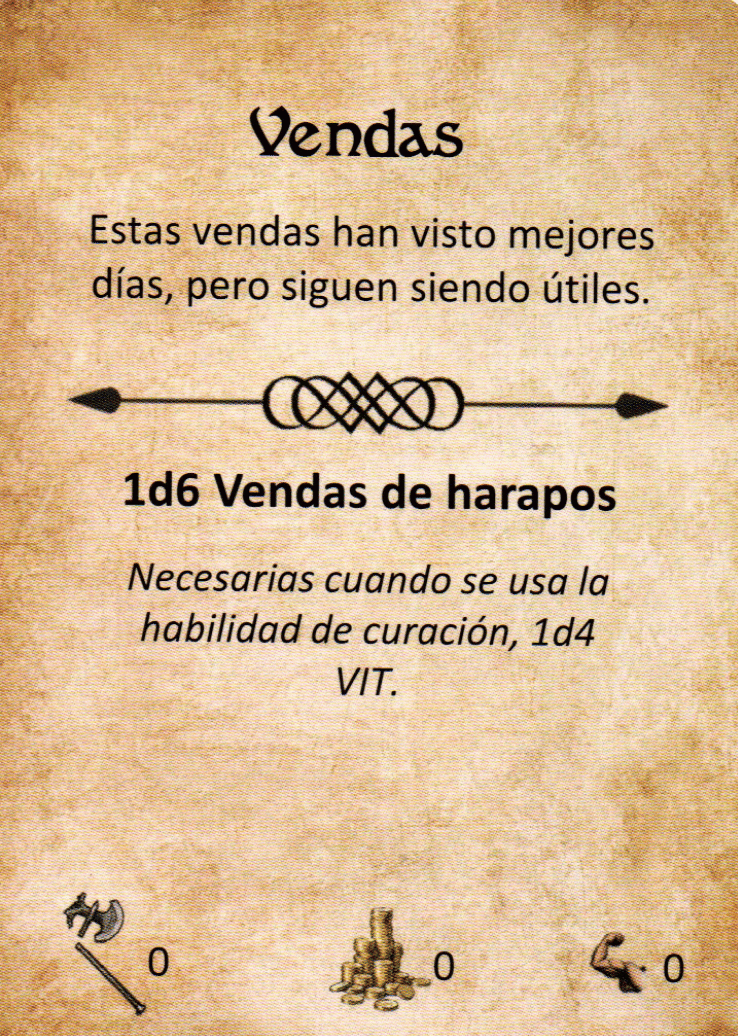 Vendas
Estas vendas han visto mejores
días, pero siguen siendo útiles.
1d6 Vendas de harapos
Necesarias cuando se usa la
habilidad de curación, 1d4
VIT.
0 0 0